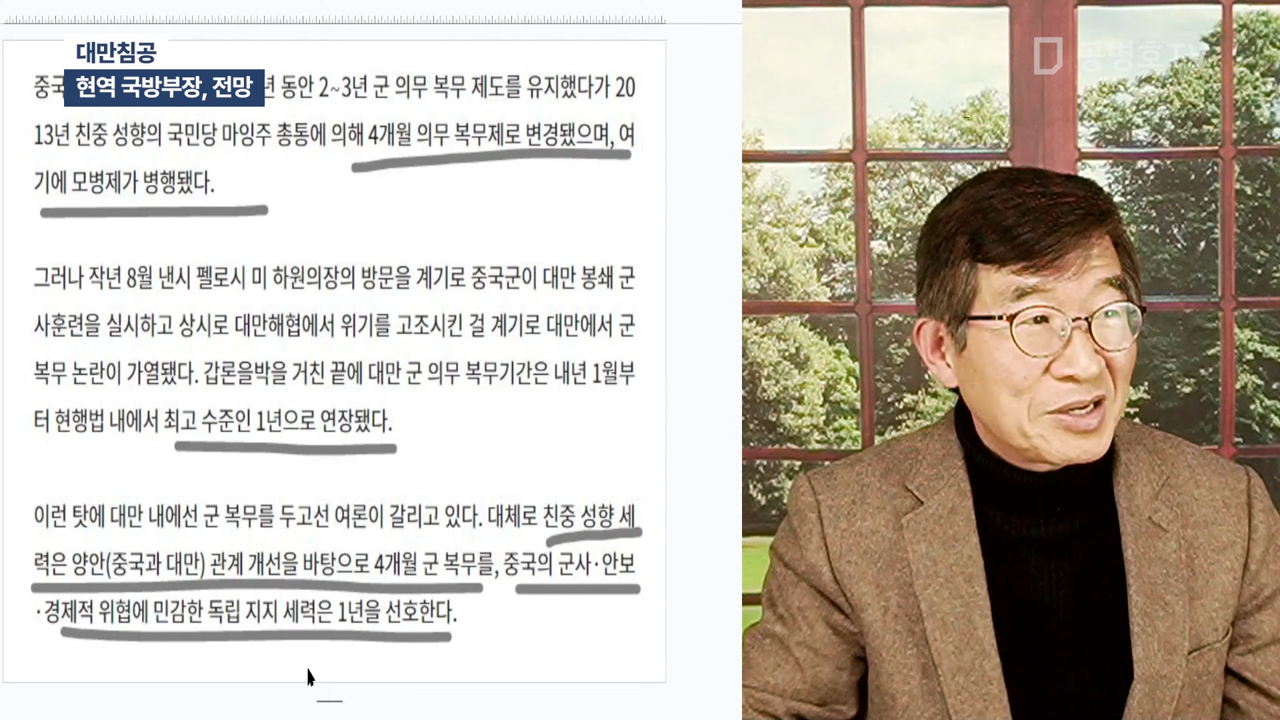 대만침공
현역 국방부장, 전망
중국 년 동안 2~3년 군 의무 복무 제도를 유지했다가 20
13년 친중 성향의 국민당 마잉주 총통에 의해 4개월 의무 복무제로 변경됐으며, 여
기에 모병제가 병행됐다.
그러나 작년 8월 낸시 펠로시 미 하원의장의 방문을 계기로 중국군이 대만 봉쇄 군
사훈련을 실시하고 상시로 대만해협에서 위기를 고조시킨 걸 계기로 대만에서 군
복무 논란이 가열됐다. 갑론을박을 거친 끝에 대만 군 의무 복무기간은 내년 1월부
터 현행법 내에서 최고 수준인 1년으로 연장됐다.
이런 탓에 대만 내에선 군 복무를 두고선 여론이 갈리고 있다. 대체로 친중 성향 세
력은 양안(중국과 대만) 관계 개선을 바탕으로 4개월 군 복무를, 중국의 군사·안보
·경제적 위협에 민감한 독립 지지 세력은 1년을 선호한다.
공병호TV